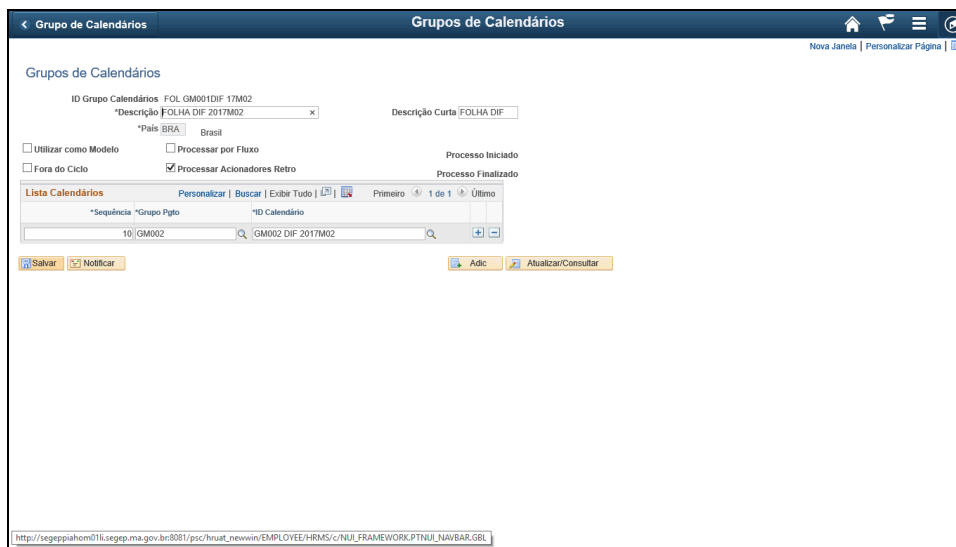 Grupo de Calendários
Grupos de Calendários
Nova Janela | Personalizar Página |
Grupos de Calendários
ID Grupo Calendários FOL GM001DIF 17M02
*Descrição FOLHA DIF 2017M02 × Descrição Curta FOLHA DIF
*País BRA Brasil
Utilizar como Modelo Processar por Fluxo Processo Iniciado
Fora do Ciclo Processar Acionadores Retro Processo Finalizado
Lista Calendários Personalizar | Buscar | Exibir Tudo | Primeiro 1 de 1 Último
*Sequência *Grupo Pgto *ID Calendário
10 GM002 GM002 DIF 2017M02
Salvar Notificar Adic Atualizar/Consultar
http://segeppiahom01li.segep.ma.gov.br:8081/psc/hruat_newwin/EMPLOYEE/HRMS/c/NUI_FRAMEWORK.PTNUI_NAVBAR.GBL